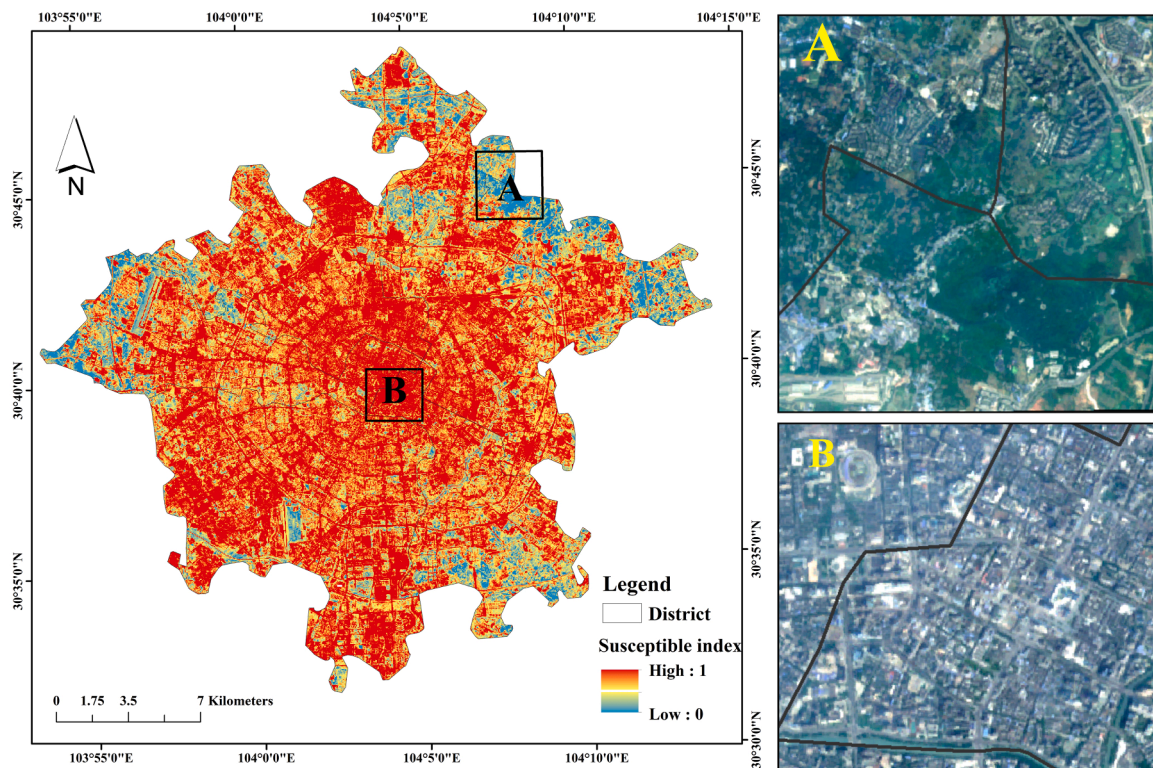 103°55'0"E 104°0'0"E 104°5'0"E 104°10'0"E 104°15'0"E
A
30°45'0"N
30°45'0"N
N
A
30°40'0"N
30°40'0"N
B
B
30°35'0"N
30°35'0"N
Legend
District
Susceptible index
High : 1
Low : 0
0 1.75 3.5 7 Kilometers
30°30'0"N
103°55'0"E 104°0'0"E 104°5'0"E 104°10'0"E